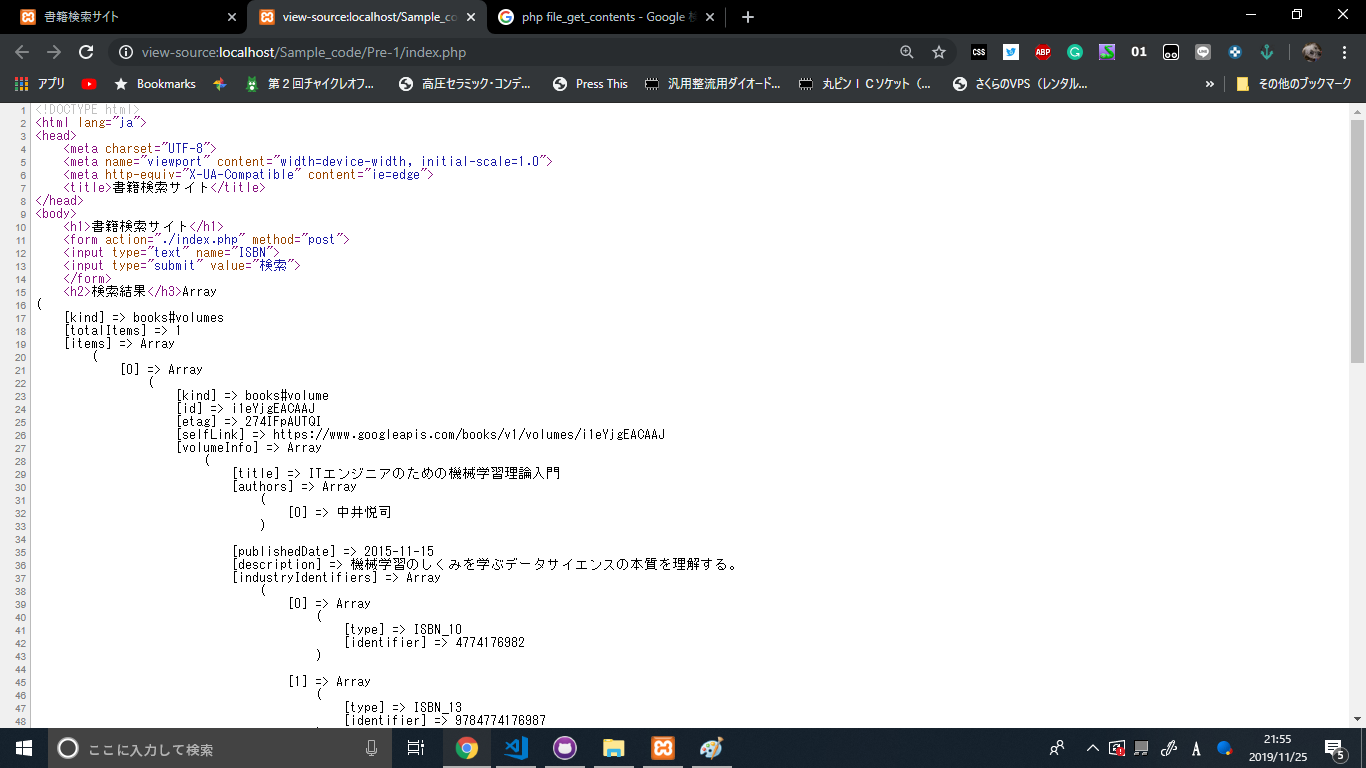 書籍検索サイト
view-source:localhost/Sample_co
php file_get_contents - Google 検
view-source:localhost/Sample_code/Pre-1/index.php
CSS
ABP
01
アプリ
Bookmarks
第２回チャイクレオフ...
高圧セラミック・コンデ...
Press This
汎用整流用ダイオード...
丸ピンＩＣソケット（...
さくらのVPS（レンタル...
»
その他のブックマーク
1 <!DOCTYPE html>
2 <html lang="ja">
3 <head>
4 <meta charset="UTF-8">
5 <meta name="viewport" content="width=device-width, initial-scale=1.0">
6 <meta http-equiv="X-UA-Compatible" content="ie=edge">
7 <title>書籍検索サイト</title>
8 </head>
9 <body>
10 <h1>書籍検索サイト</h1>
11 <form action="./index.php" method="post">
12 <input type="text" name="ISBN">
13 <input type="submit" value="検索">
14 </form>
15 <h2>検索結果</h3>Array
16 (
17 [kind] => books#volumes
18 [totalItems] => 1
19 [items] => Array
20 (
21 [0] => Array
22 (
23 [kind] => books#volume
24 [id] => i1eYjgEACAAJ
25 [etag] => 274IFpAUTQI
26 [selfLink] => https://www.googleapis.com/books/v1/volumes/i1eYjgEACAAJ
27 [volumeInfo] => Array
28 (
29 [title] => ITエンジニアのための機械学習理論入門
30 [authors] => Array
31 (
32 [0] => 中井悦司
33 )
34
35 [publishedDate] => 2015-11-15
36 [description] => 機械学習のしくみを学ぶデータサイエンスの本質を理解する。
37 [industryIdentifiers] => Array
38 (
39 [0] => Array
40 (
41 [type] => ISBN_10
42 [identifier] => 4774176982
43 )
44
45 [1] => Array
46 (
47 [type] => ISBN_13
48 [identifier] => 9784774176987
ここに入力して検索
A
21:55
2019/11/25
5